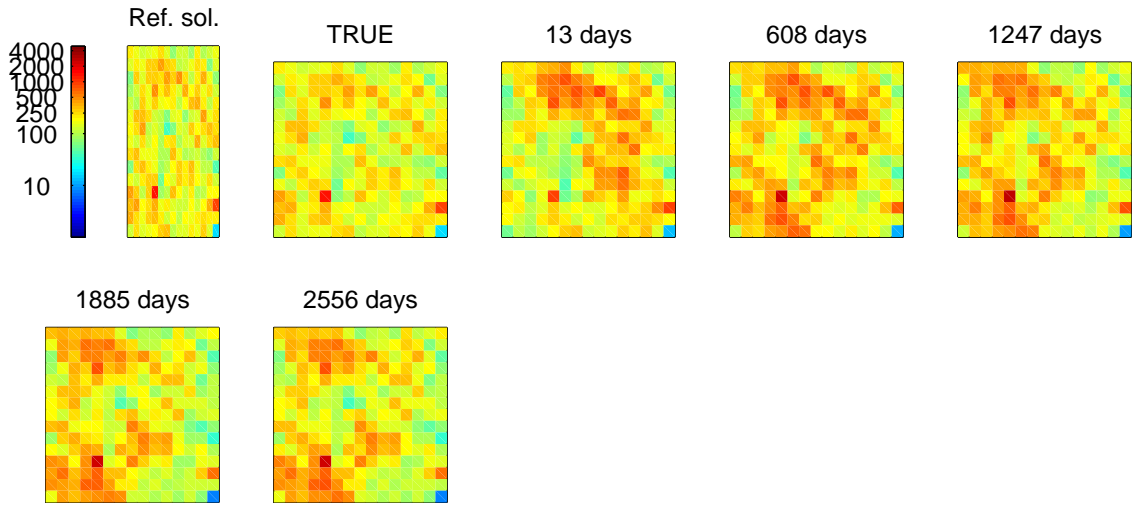 Ref. sol.
TRUE
13 days
608 days
1247 days
4000
2000
1000
500
250
100
10
1885 days
2556 days